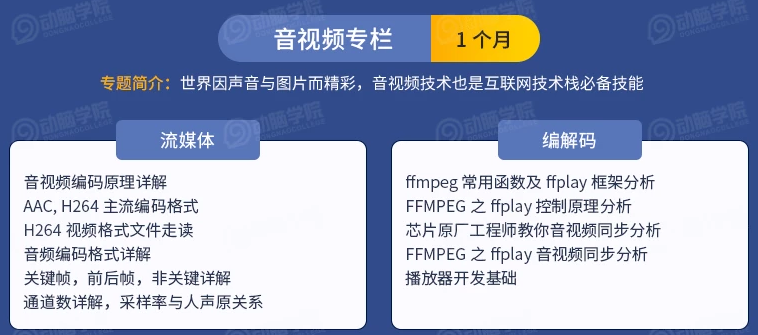 音视频专栏
1 个月
专题简介：世界因声音与图片而精彩，音视频技术也是互联网技术栈必备技能
流媒体
音视频编码原理详解
AAC, H264 主流编码格式
H264 视频格式文件走读
音频编码格式详解
关键帧，前后帧，非关键详解
通道数详解，采样率与人声原关系
编解码
ffmpeg 常用函数及 ffplay 框架分析
FFMPEG 之 ffplay 控制原理分析
芯片原厂工程师教你音视频同步分析
FFMPEG 之 ffplay 音视频同步分析
播放器开发基础
动脑学院